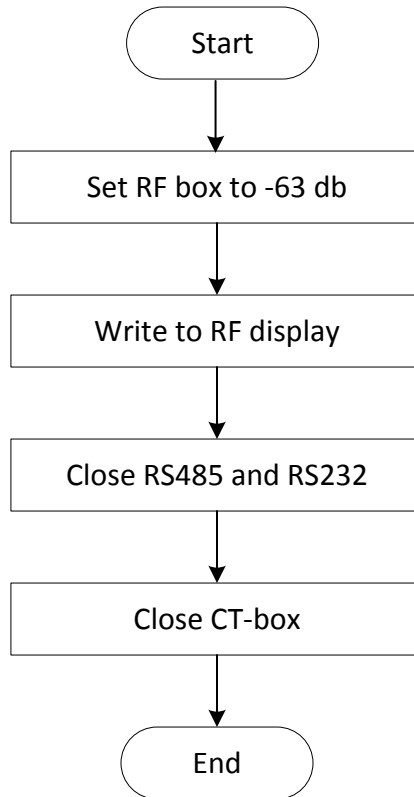 Start
Set RF box to -63 db
Write to RF display
Close RS485 and RS232
Close CT-box
End